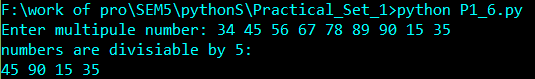 F:\work of pro\SEM5\pythonS\Practical_Set_1>python P1_6.py
Enter multipule number: 34 45 56 67 78 89 90 15 35
numbers are divisiable by 5:
45 90 15 35